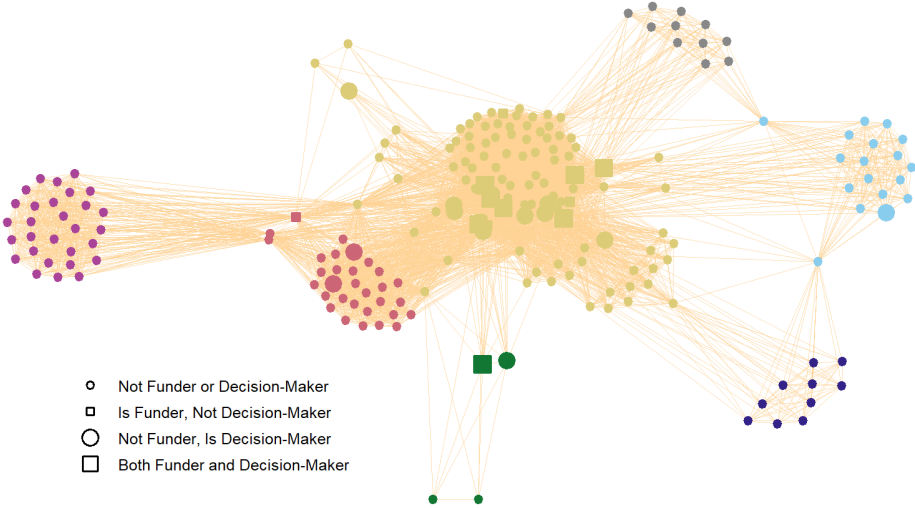 Not Funder or Decision-Maker
Is Funder, Not Decision-Maker
Not Funder, Is Decision-Maker
Both Funder and Decision-Maker